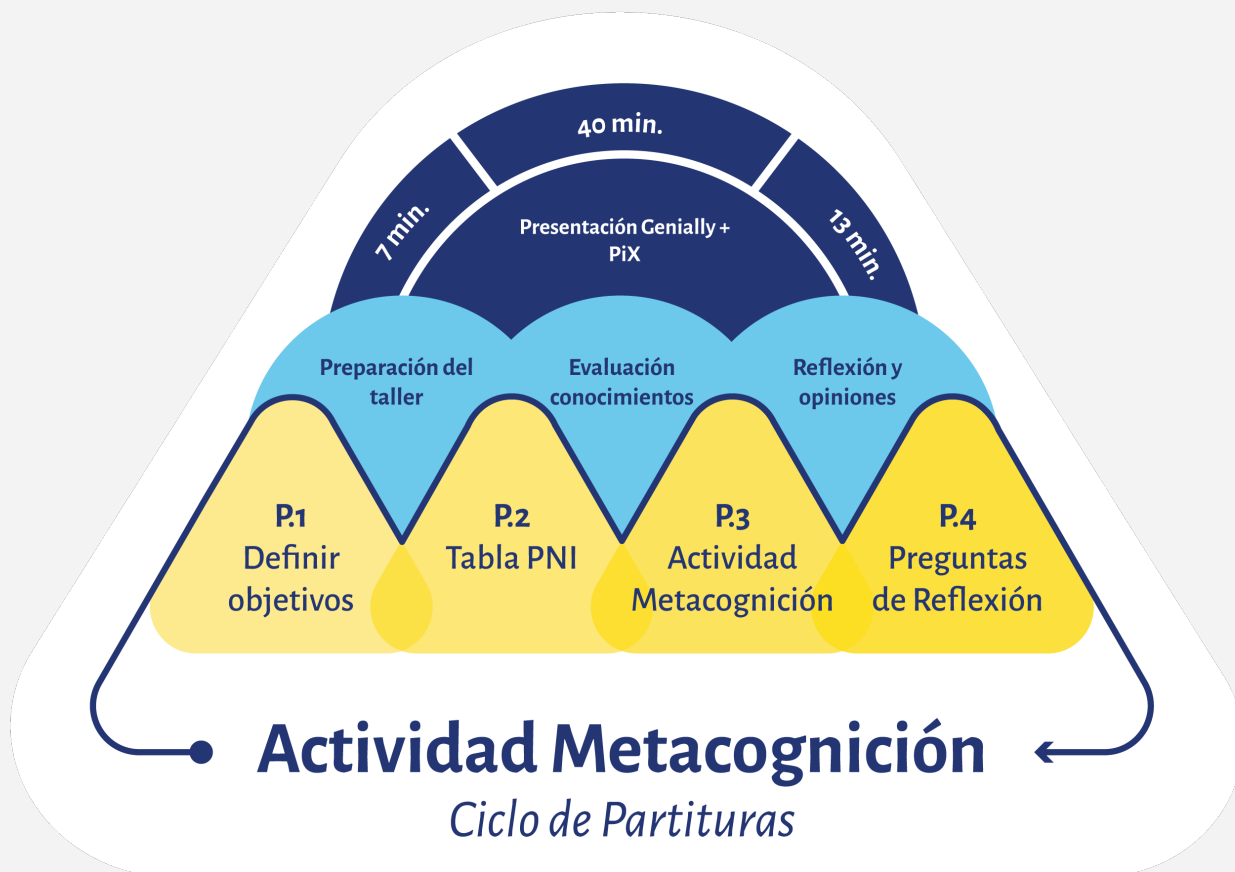 40 min.
7 min.
13 min.
Presentación Genially +
PiX
Preparación del
taller
Evaluación
conocimientos
Reflexión y
opiniones
P.1
Definir
objetivos
P.2
Tabla PNI
P.3
Actividad
Metacognición
P.4
Preguntas
de Reflexión
Actividad Metacognición
Ciclo de Partituras